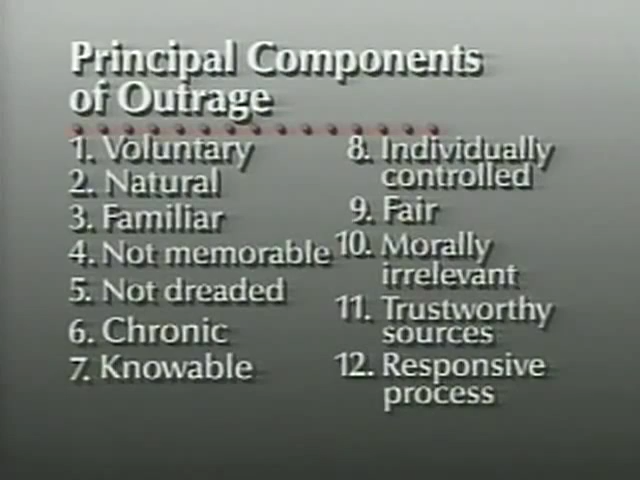 Principal Components
of Outrage
1. Voluntary
2. Natural
3. Familiar
4. Not memorable
5. Not dreaded
6. Chronic
7. Knowable
8. Individually
controlled
9. Fair
10. Morally
irrelevant
11. Trustworthy
sources
12. Responsive
process